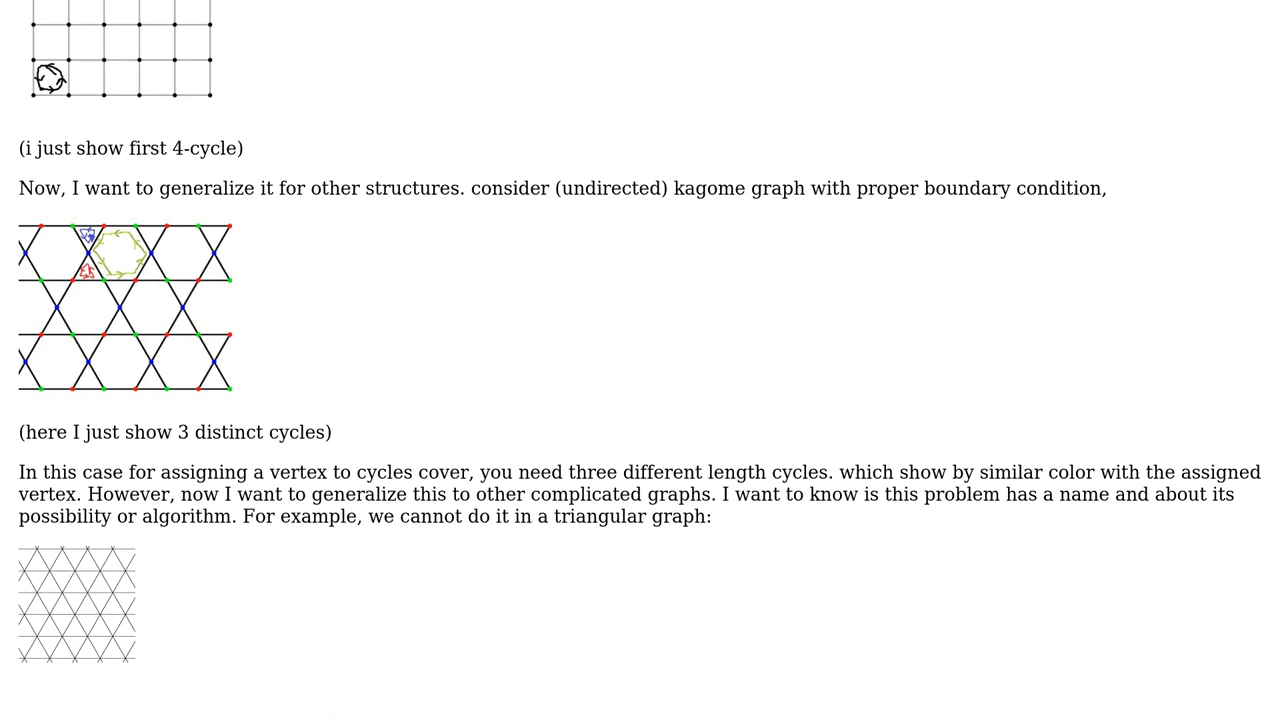 (i just show first 4-cycle)
Now, I want to generalize it for other structures. consider (undirected) kagome graph with proper boundary condition,
(here I just show 3 distinct cycles)
In this case for assigning a vertex to cycles cover, you need three different length cycles. which show by similar color with the assigned
vertex. However, now I want to generalize this to other complicated graphs. I want to know is this problem has a name and about its
possibility or algorithm. For example, we cannot do it in a triangular graph: